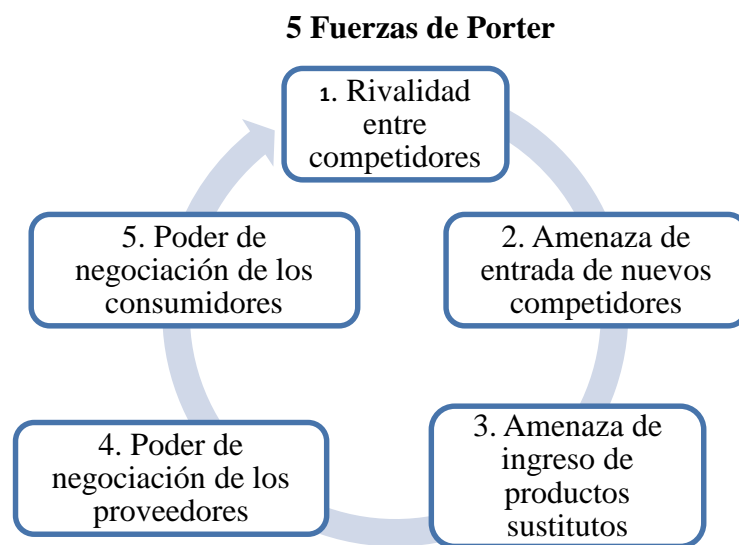 5 Fuerzas de Porter
1. Rivalidad
entre
competidores
2. Amenaza de
entrada de nuevos
competidores
3. Amenaza de
ingreso de
productos
sustitutos
4. Poder de
negociación de los
proveedores
5. Poder de
negociación de los
consumidores